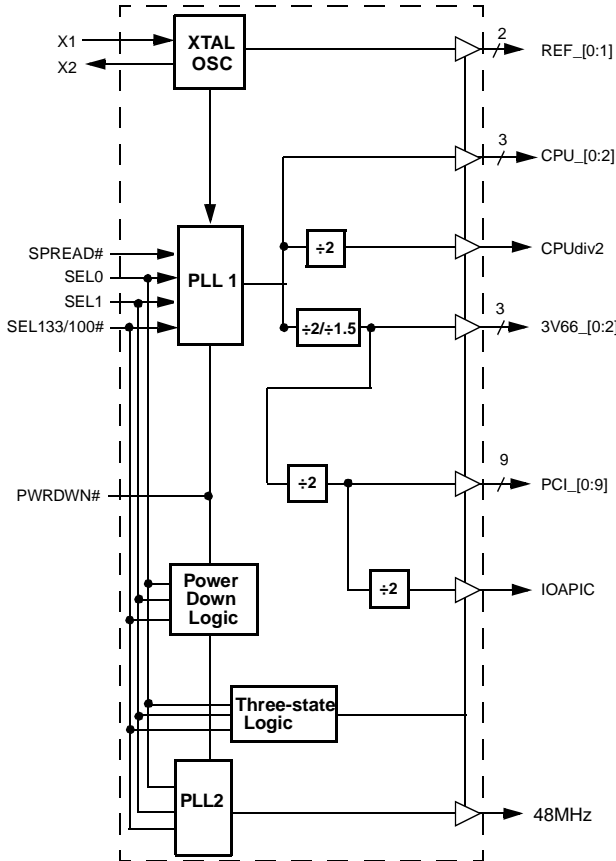 X1
X2
XTAL
OSC
2
REF_[0:1]
3
CPU_[0:2]
SPREAD#
SEL0
SEL1
SEL133/100#
PLL 1
÷2
CPUdiv2
÷2/÷1.5
3
3V66_[0:2]
÷2
9
PCI_[0:9]
PWRDWN#
Power
Down
Logic
÷2
IOAPIC
Three-state
Logic
PLL2
48MHz